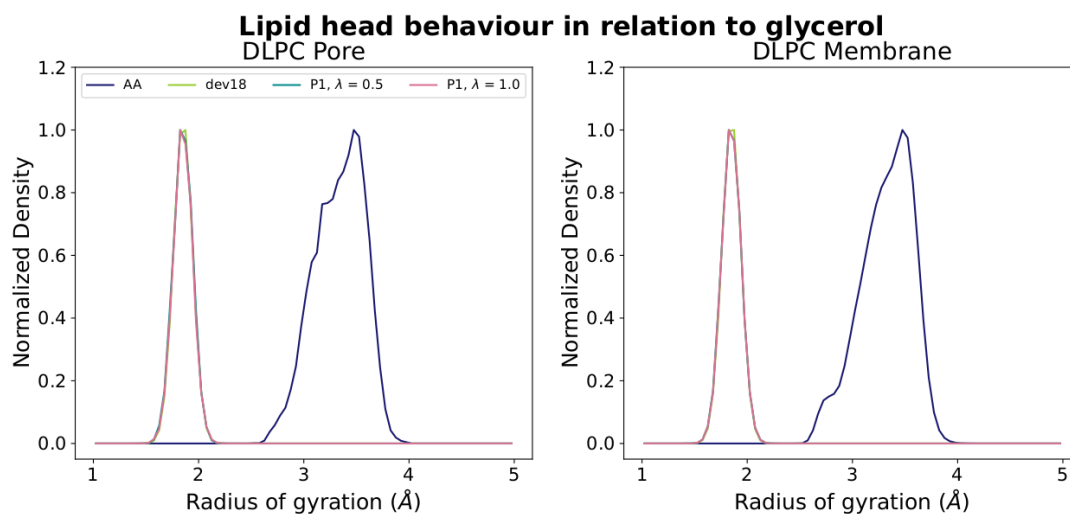 Lipid head behaviour in relation to glycerol
DLPC Pore
DLPC Membrane
1.2
1.0
0.8
0.6
0.4
0.2
0.0
Normalized Density
AA
dev18
P1, λ = 0.5
P1, λ = 1.0
1
2
3
4
5
Radius of gyration (Å)
1.2
1.0
0.8
0.6
0.4
0.2
0.0
Normalized Density
1
2
3
4
5
Radius of gyration (Å)